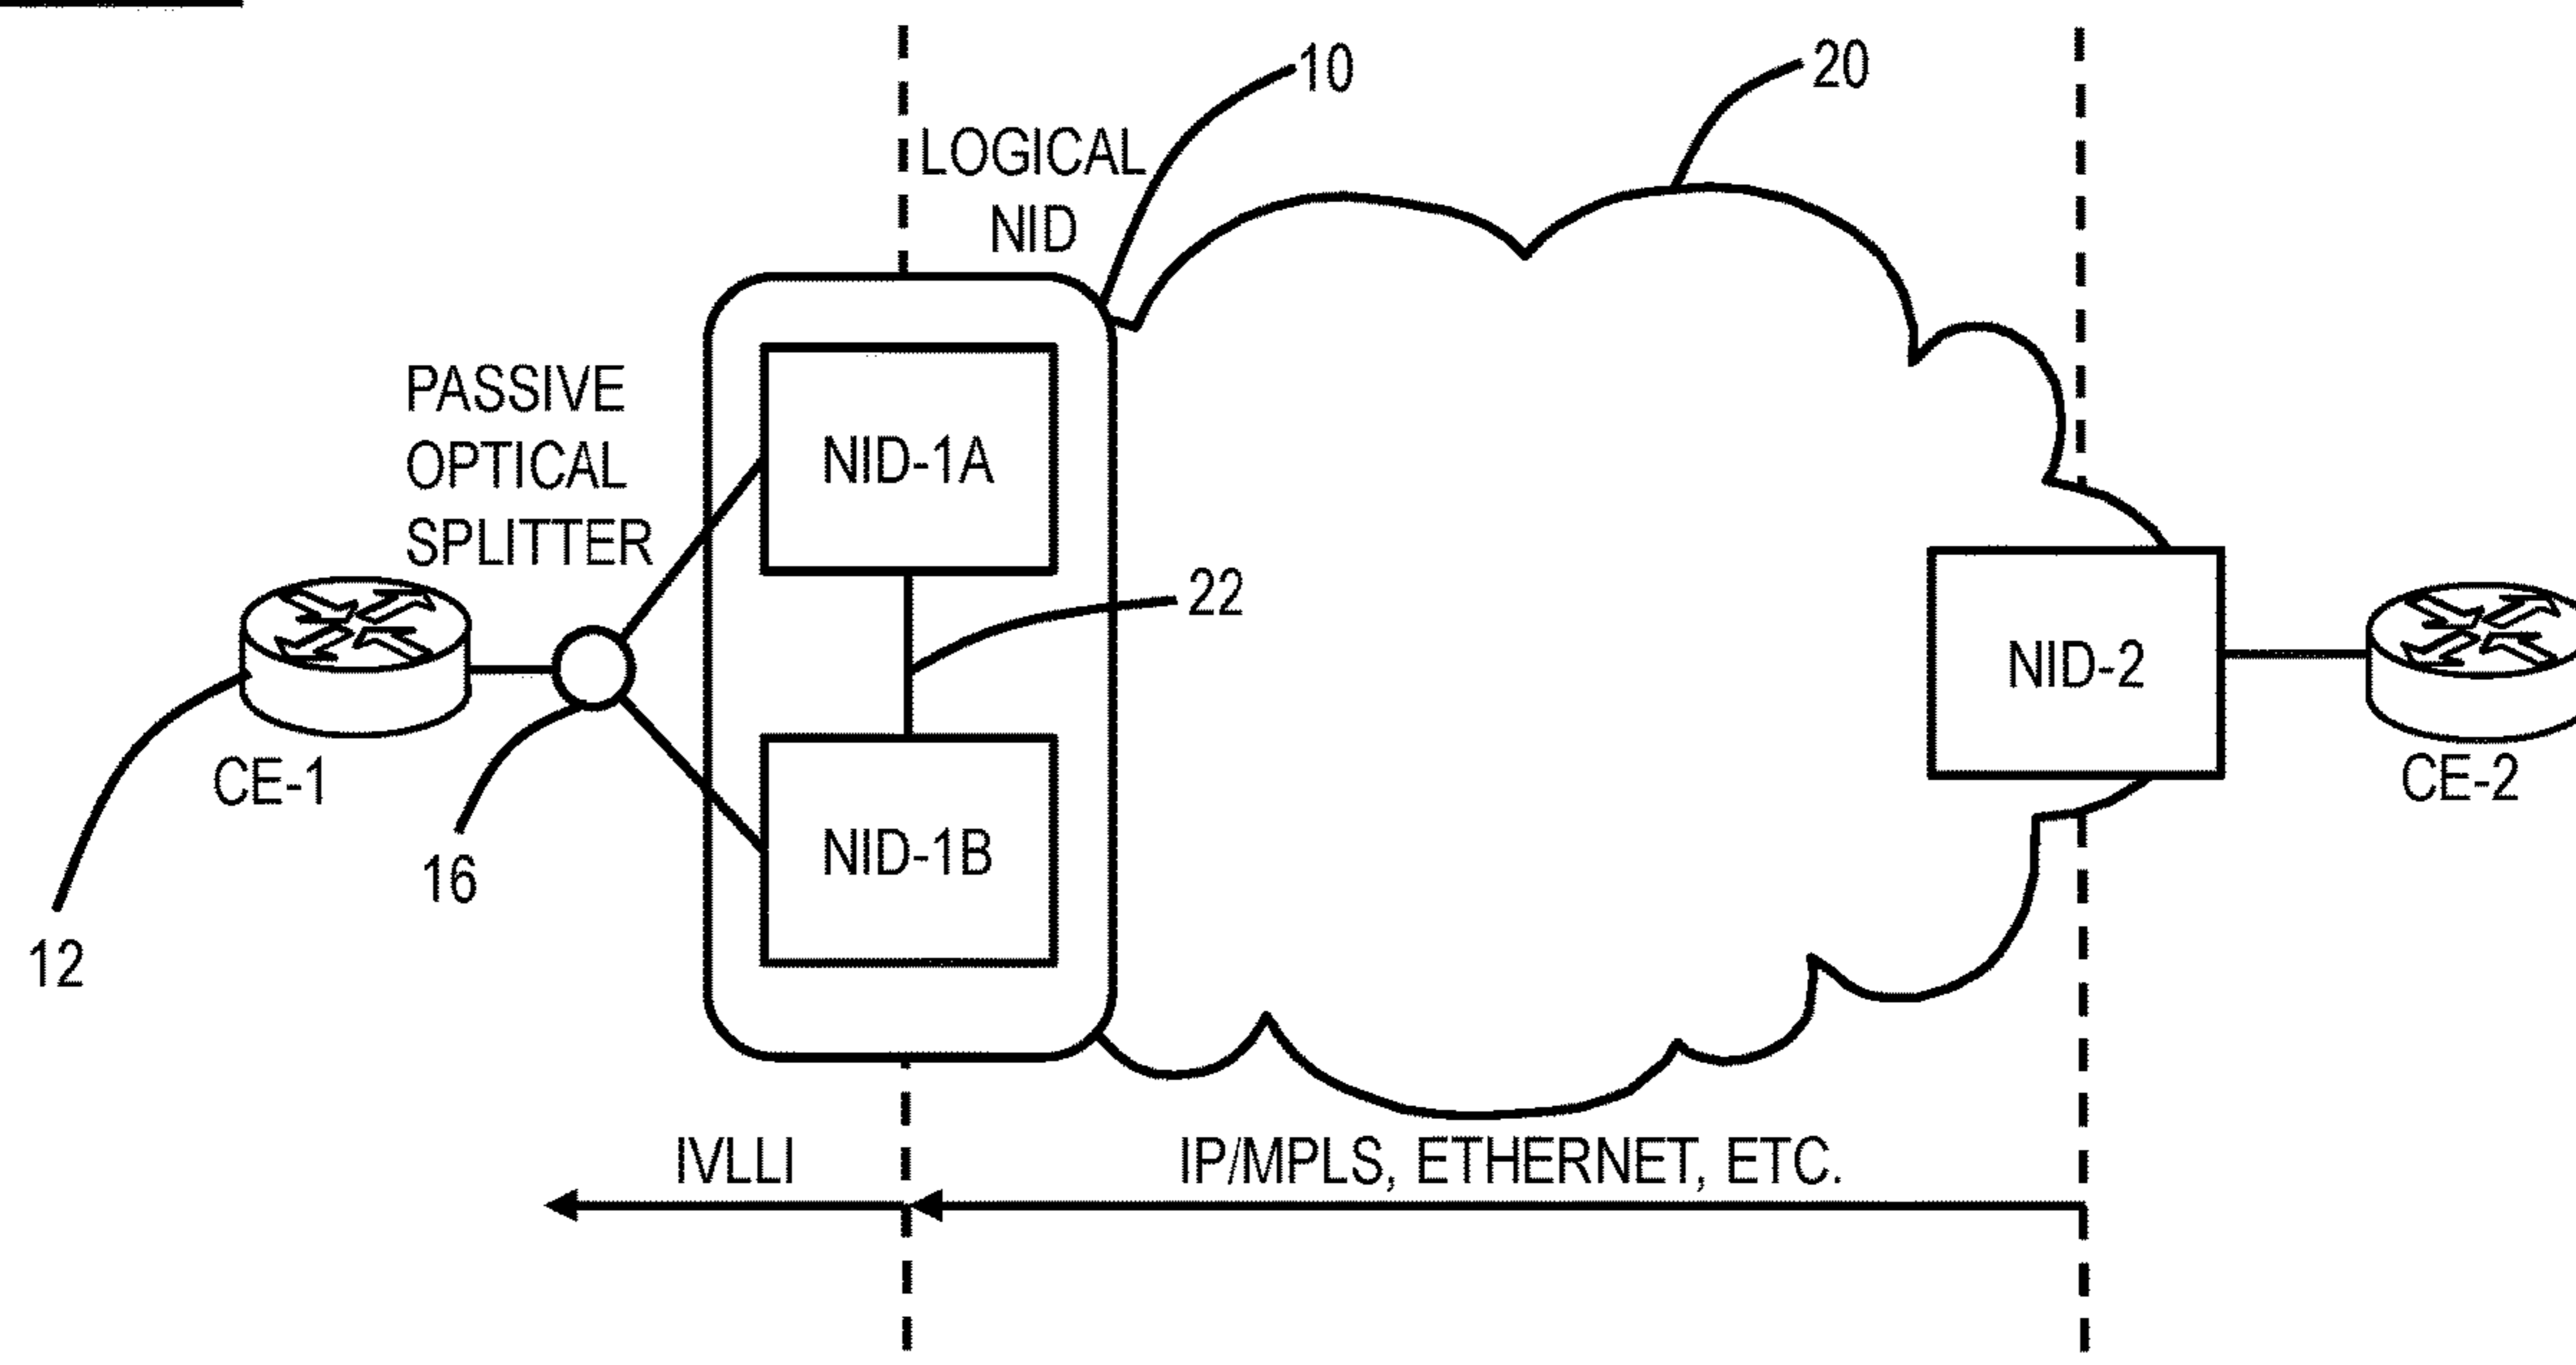 10
20
LOGICAL
NID
PASSIVE
OPTICAL
SPLITTER
NID-1A
22
NID-2
CE-1
CE-2
16
NID-1B
12
IVLLI
IP/MPLS, ETHERNET, ETC.